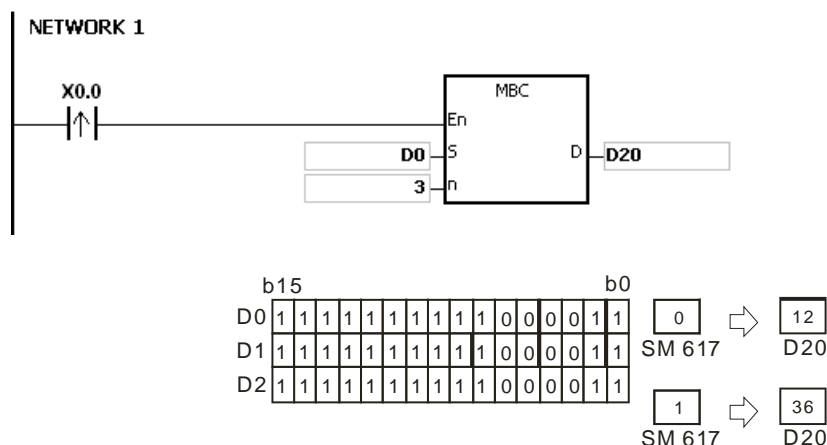 NETWORK 1
X0.0
MBC
En
D0 S D D20
3 n
b15 b0
D0 1 1 1 1 1 1 1 1 1 1 0 0 0 0 1 1 0 ⇨ 12
D1 1 1 1 1 1 1 1 1 1 1 0 0 0 0 1 1 SM 617 D20
D2 1 1 1 1 1 1 1 1 1 1 0 0 0 0 1 1
1 ⇨ 36
SM 617 D20